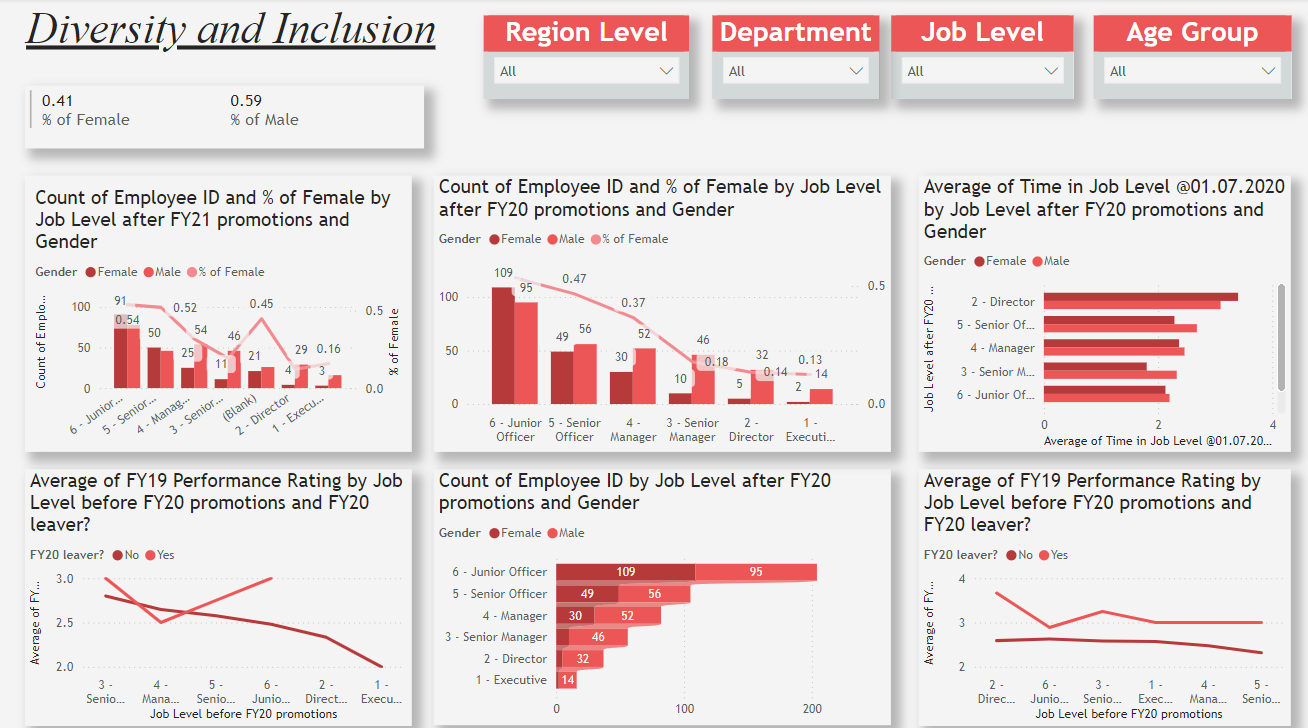 Diversity and Inclusion
Region Level
All
Department
All
Job Level
All
Age Group
All
0.41
% of Female
0.59
% of Male
Count of Employee ID and % of Female by
Job Level after FY21 promotions and
Gender
Gender Female Male % of Female
Count of Emplo...
100
50
0
91
0.54
50
0.52
25
54
11
46
0.45
21
4
29
3
0.16
0.5
0.0
% of Female
6 - Junior...
5 - Senior...
4 - Manag...
3 - Senior...
(Blank)
2 - Director
1 - Execu...
Count of Employee ID and % of Female by Job Level
after FY20 promotions and Gender
Gender Female Male % of Female
100
50
0
109
95
0.47
49
56
0.37
30
52
10
46
0.18
5
32
0.14
2
0.13
14
0.5
0.0
6 - Junior
Officer
5 - Senior
Officer
4 -
Manager
3 - Senior
Manager
2 -
Director
1 -
Executi...
Average of Time in Job Level @01.07.2020
by Job Level after FY20 promotions and
Gender
Gender Female Male
Job Level after FY20 ...
2 - Director
5 - Senior Of...
4 - Manager
3 - Senior M...
6 - Junior Of...
0 2 4
Average of Time in Job Level @01.07.20...
Average of FY19 Performance Rating by Job
Level before FY20 promotions and FY20
leaver?
FY20 leaver? No Yes
Average of FY...
3.0
2.5
2.0
3 -
Senio...
4 -
Mana...
5 -
Senio...
6 -
Junio...
2 -
Direct...
1 -
Execu...
Job Level before FY20 promotions
Count of Employee ID by Job Level after FY20
promotions and Gender
Gender Female Male
6 - Junior Officer 109 95
5 - Senior Officer 49 56
4 - Manager 30 52
3 - Senior Manager 46
2 - Director 32
1 - Executive 14
0 100 200
Average of FY19 Performance Rating by
Job Level before FY20 promotions and
FY20 leaver?
FY20 leaver? No Yes
Average of FY...
4
3
2
2 -
Direc...
6 -
Junio...
3 -
Senio...
1 -
Exec...
4 -
Mana...
5 -
Senio...
Job Level before FY20 promotions